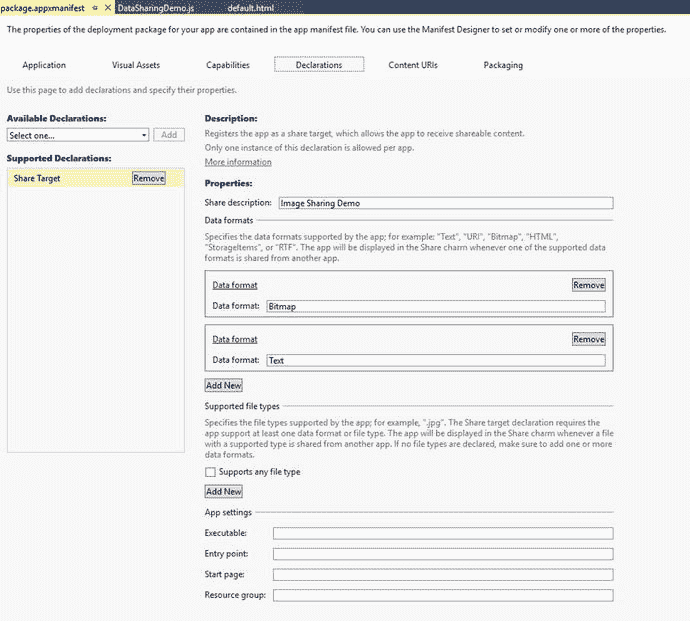 package.appxmanifest DataSharingDemo.js default.html
The properties of the deployment package for your app are contained in the app manifest file. You can use the Manifest Designer to set or modify one or more of the properties.
Application Visual Assets Capabilities Declarations Content URIs Packaging
Use this page to add declarations and specify their properties.
Available Declarations:
Select one... Add
Supported Declarations:
Share Target Remove
Description:
Registers the app as a share target, which allows the app to receive shareable content.
Only one instance of this declaration is allowed per app.
More information
Properties:
Share description: Image Sharing Demo
Data formats
Specifies the data formats supported by the app; for example: "Text", "URI", "Bitmap", "HTML",
"StorageItems", or "RTF". The app will be displayed in the Share charm whenever one of the supported data
formats is shared from another app.
Data format Remove
Data format: Bitmap
Data format Remove
Data format: Text
Add New
Supported file types
Specifies the file types supported by the app; for example, ".jpg". The Share target declaration requires the
app support at least one data format or file type. The app will be displayed in the Share charm whenever a file
with a supported type is shared from another app. If no file types are declared, make sure to add one or more
data formats.
Supports any file type
Add New
App settings
Executable:
Entry point:
Start page:
Resource group: